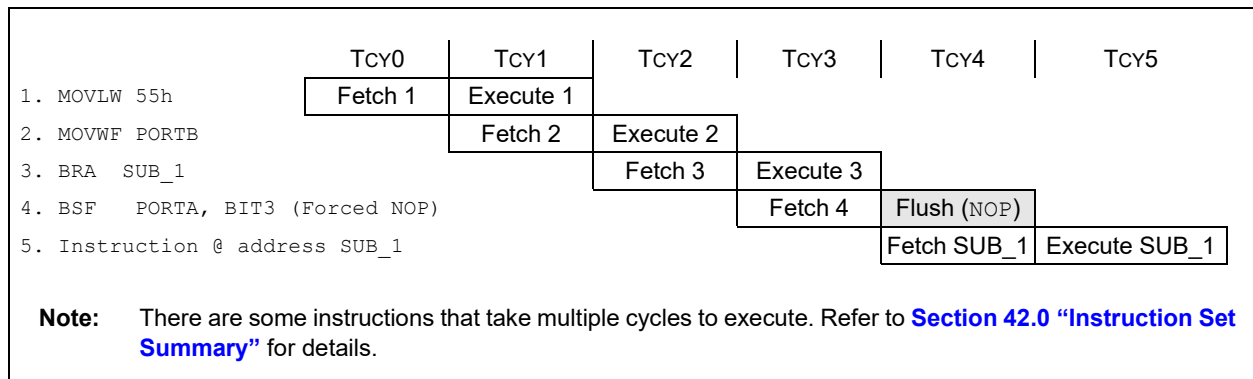 TCY0 TCY1 TCY2 TCY3 TCY4 TCY5
1. MOVLW 55h Fetch 1 Execute 1
2. MOVWF PORTB Fetch 2 Execute 2
3. BRA SUB_1 Fetch 3 Execute 3
4. BSF PORTA, BIT3 (Forced NOP) Fetch 4 Flush (NOP)
5. Instruction @ address SUB_1 Fetch SUB_1 Execute SUB_1
Note: There are some instructions that take multiple cycles to execute. Refer to Section 42.0 “Instruction Set
Summary” for details.